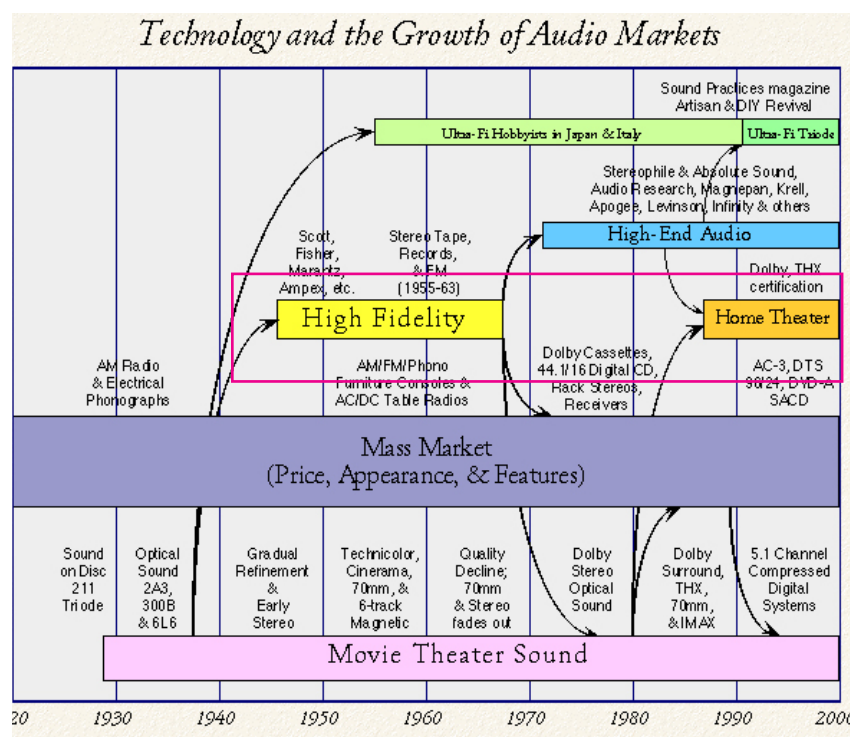 Technology and the Growth of Audio Markets
Sound Practices magazine
Artisan & DIY Revival
Ultra-Fi Hobbyists in Japan & Italy
Ultra-Fi Triode
Stereophile & Absolute Sound,
Audio Research, Magnepan, Krell,
Apogee, Levinson, Infinity & others
High-End Audio
Scott,
Fisher,
Marantz,
Ampex, etc.
Stereo Tape,
Records,
& FM
(1955-63)
Dolby, THX
certification
High Fidelity
Home Theater
AM Radio
& Electrical
Phonographs
AM/FM/Phono
Furniture Consoles &
AC/DC Table Radios
Dolby Cassettes,
44.1/16 Digital CD,
Rack Stereos,
Receivers
AC-3, DTS
96/24, DVD-A
SACD
Mass Market
(Price, Appearance, & Features)
Sound
on Disc
211
Triode
Optical
Sound
2A3,
300B
& 6L6
Gradual
Refinement
&
Early
Stereo
Technicolor,
Cinerama,
70mm, &
6-track
Magnetic
Quality
Decline;
70mm
& Stereo
fades out
Dolby
Stereo
Optical
Sound
Dolby
Surround,
THX,
70mm,
& IMAX
5.1 Channel
Compressed
Digital
Systems
Movie Theater Sound
20 1930 1940 1950 1960 1970 1980 1990 2000